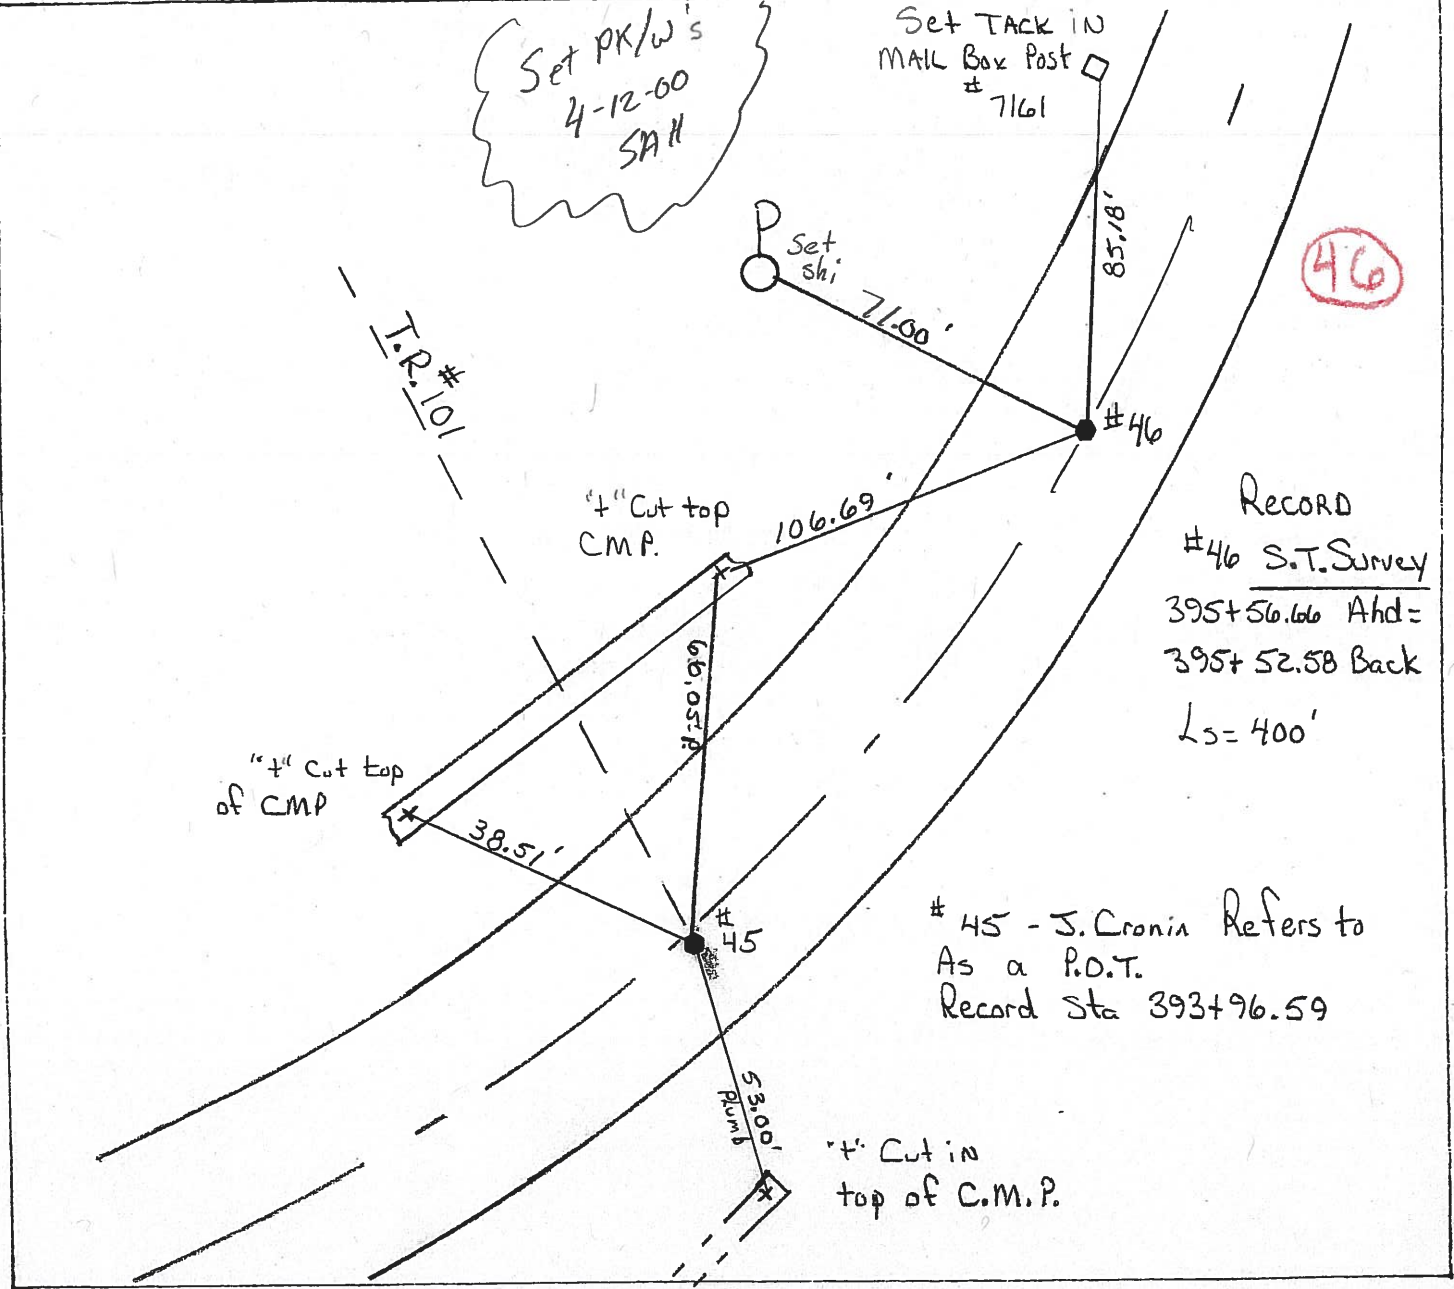 Set PK/W's
4-12-00
SAH
Set TACK IN
MAIL Box Post
# 7161
85.18'
46
P
Set
shi
71.00'
T.R.# 101
#46
"+" Cut top
C.M.P.
106.69'
RECORD
#46 S.T. Survey
395+56.66 Ahd=
395+52.58 Back
Ls= 400'
66.05-P.
"+" Cut top
of CMP
38.51'
# 45
# 45 - J. Cronin Refers to
As a P.O.T.
Record Sta 393+96.59
53.00'
Plumb
"+" Cut in
top of C.M.P.